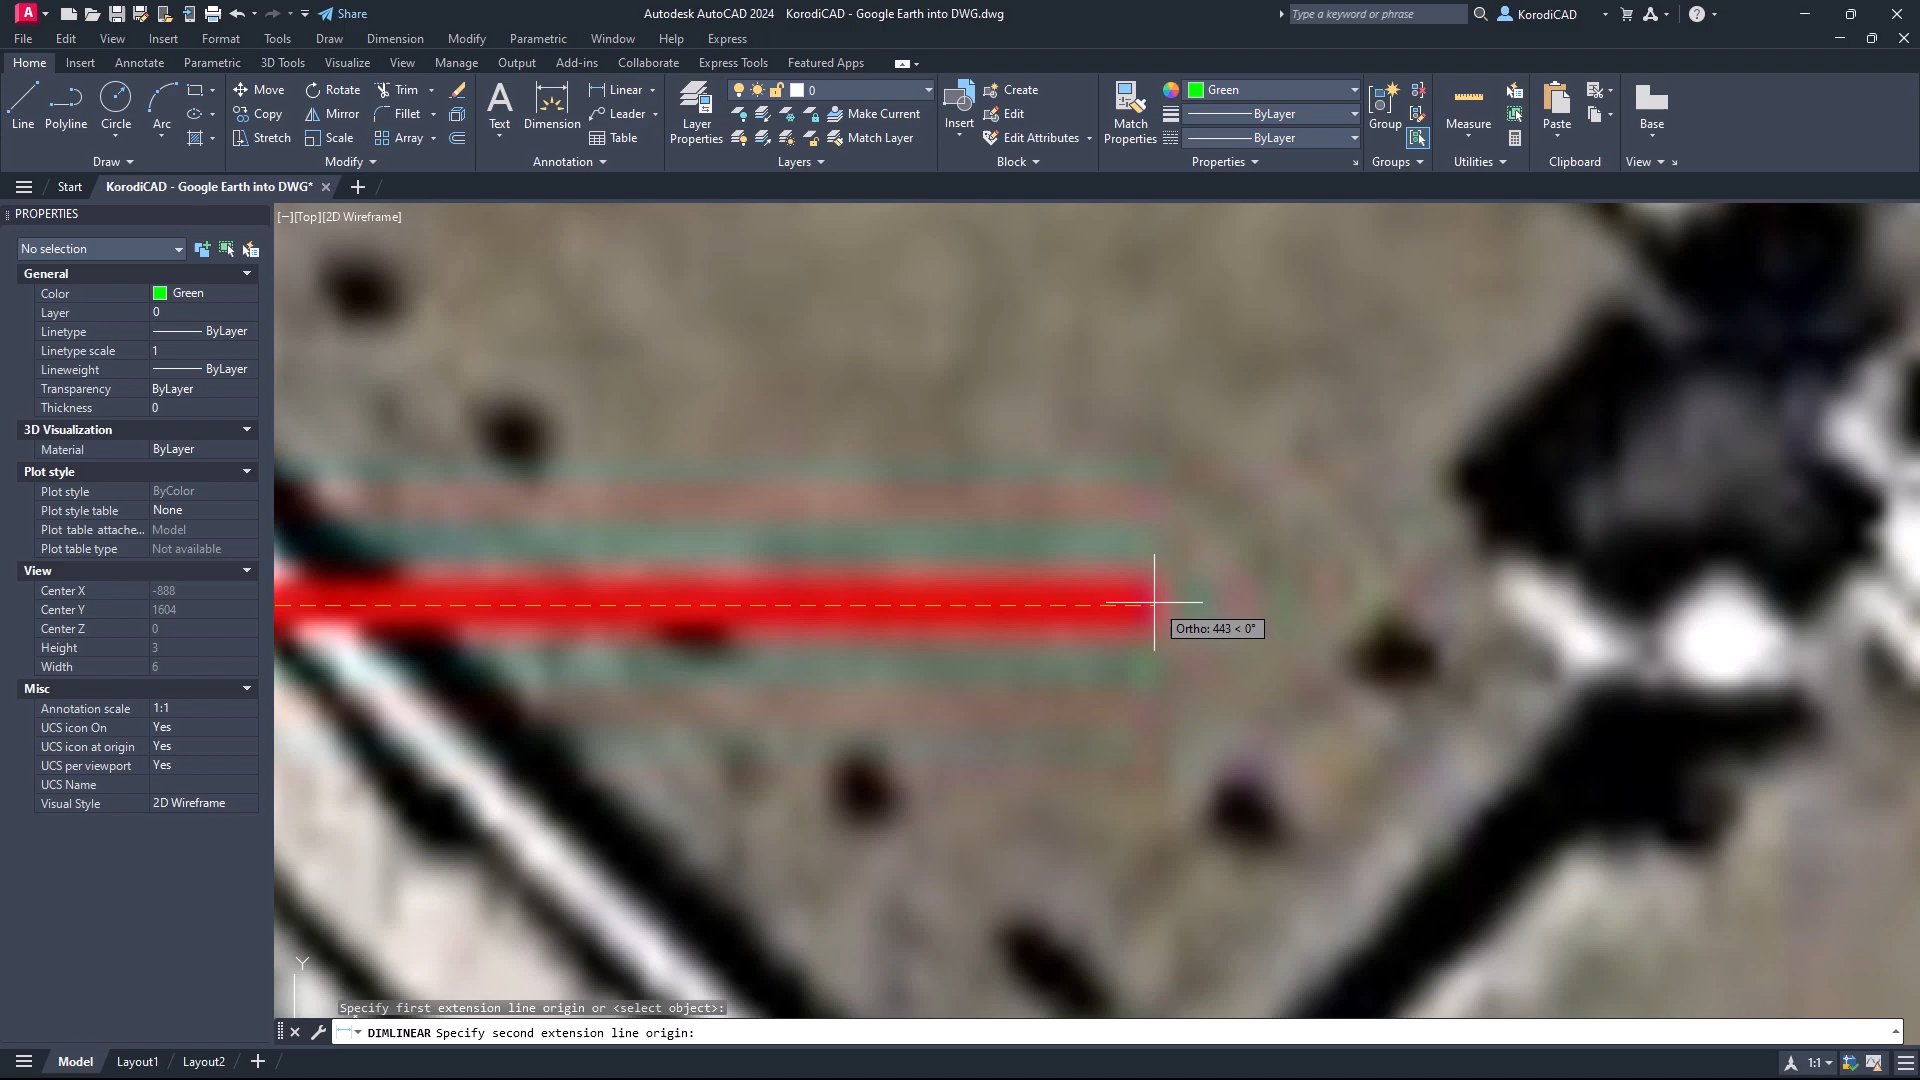 Share
Autodesk AutoCAD 2024 KorodiCAD - Google Earth into DWG.dwg
Type a keyword or phrase
KorodiCAD
File Edit View Insert Format Tools Draw Dimension Modify Parametric Window Help Express
Home Insert Annotate Parametric 3D Tools Visualize View Manage Output Add-ins Collaborate Express Tools Featured Apps
Line Polyline Circle Arc
Draw
Move Rotate Trim
Copy Mirror Fillet
Stretch Scale Array
Modify
Text Dimension
Linear
Leader
Table
Annotation
Layer Properties
0
Make Current
Match Layer
Layers
Insert
Create
Edit
Edit Attributes
Block
Match Properties
Green
ByLayer
ByLayer
Properties
Group
Groups
Measure
Utilities
Paste
Clipboard
Base
View
Start KorodiCAD - Google Earth into DWG*
PROPERTIES
No selection
General
Color Green
Layer 0
Linetype ByLayer
Linetype scale 1
Lineweight ByLayer
Transparency ByLayer
Thickness 0
3D Visualization
Material ByLayer
Plot style
Plot style ByColor
Plot style table None
Plot table attache... Model
Plot table type Not available
View
Center X -888
Center Y 1604
Center Z 0
Height 3
Width 6
Misc
Annotation scale 1:1
UCS icon On Yes
UCS icon at origin Yes
UCS per viewport Yes
UCS Name
Visual Style 2D Wireframe
[−][Top][2D Wireframe]
Ortho: 443 < 0°
Y
Specify first extension line origin or <select object>:
DIMLINEAR Specify second extension line origin:
Model Layout1 Layout2
1:1